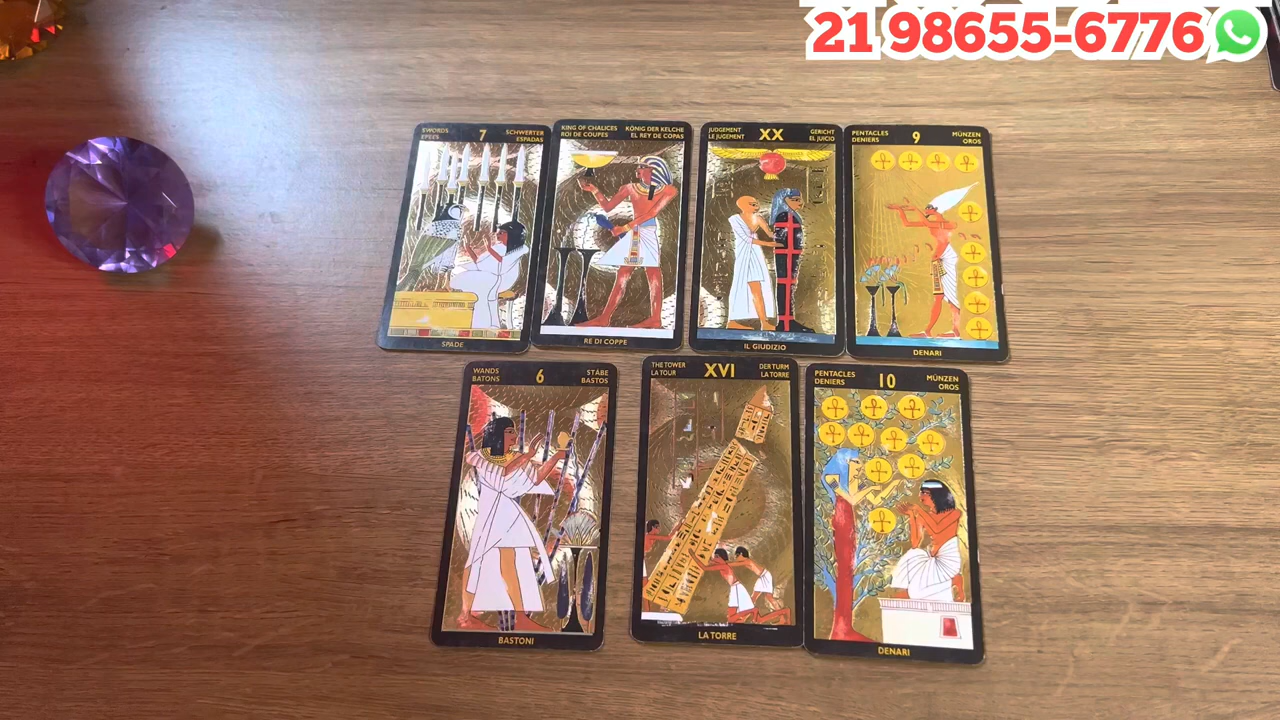 21 98655-6776
SWORDS
EPEES
7
SCHWERTER
ESPADAS
SPADE
KING OF CHALICES
ROI DE COUPES
KÖNIG DER KELCHE
EL REY DE COPAS
RE DI COPPE
JUDGEMENT
LE JUGEMENT
XX
GERICHT
EL JUICIO
IL GIUDIZIO
PENTACLES
DENIERS
9
MÜNZEN
OROS
DENARI
WANDS
BATONS
6
STÄBE
BASTOS
BASTONI
THE TOWER
LA TOUR
XVI
DER TURM
LA TORRE
LA TORRE
PENTACLES
DENIERS
10
MÜNZEN
OROS
DENARI